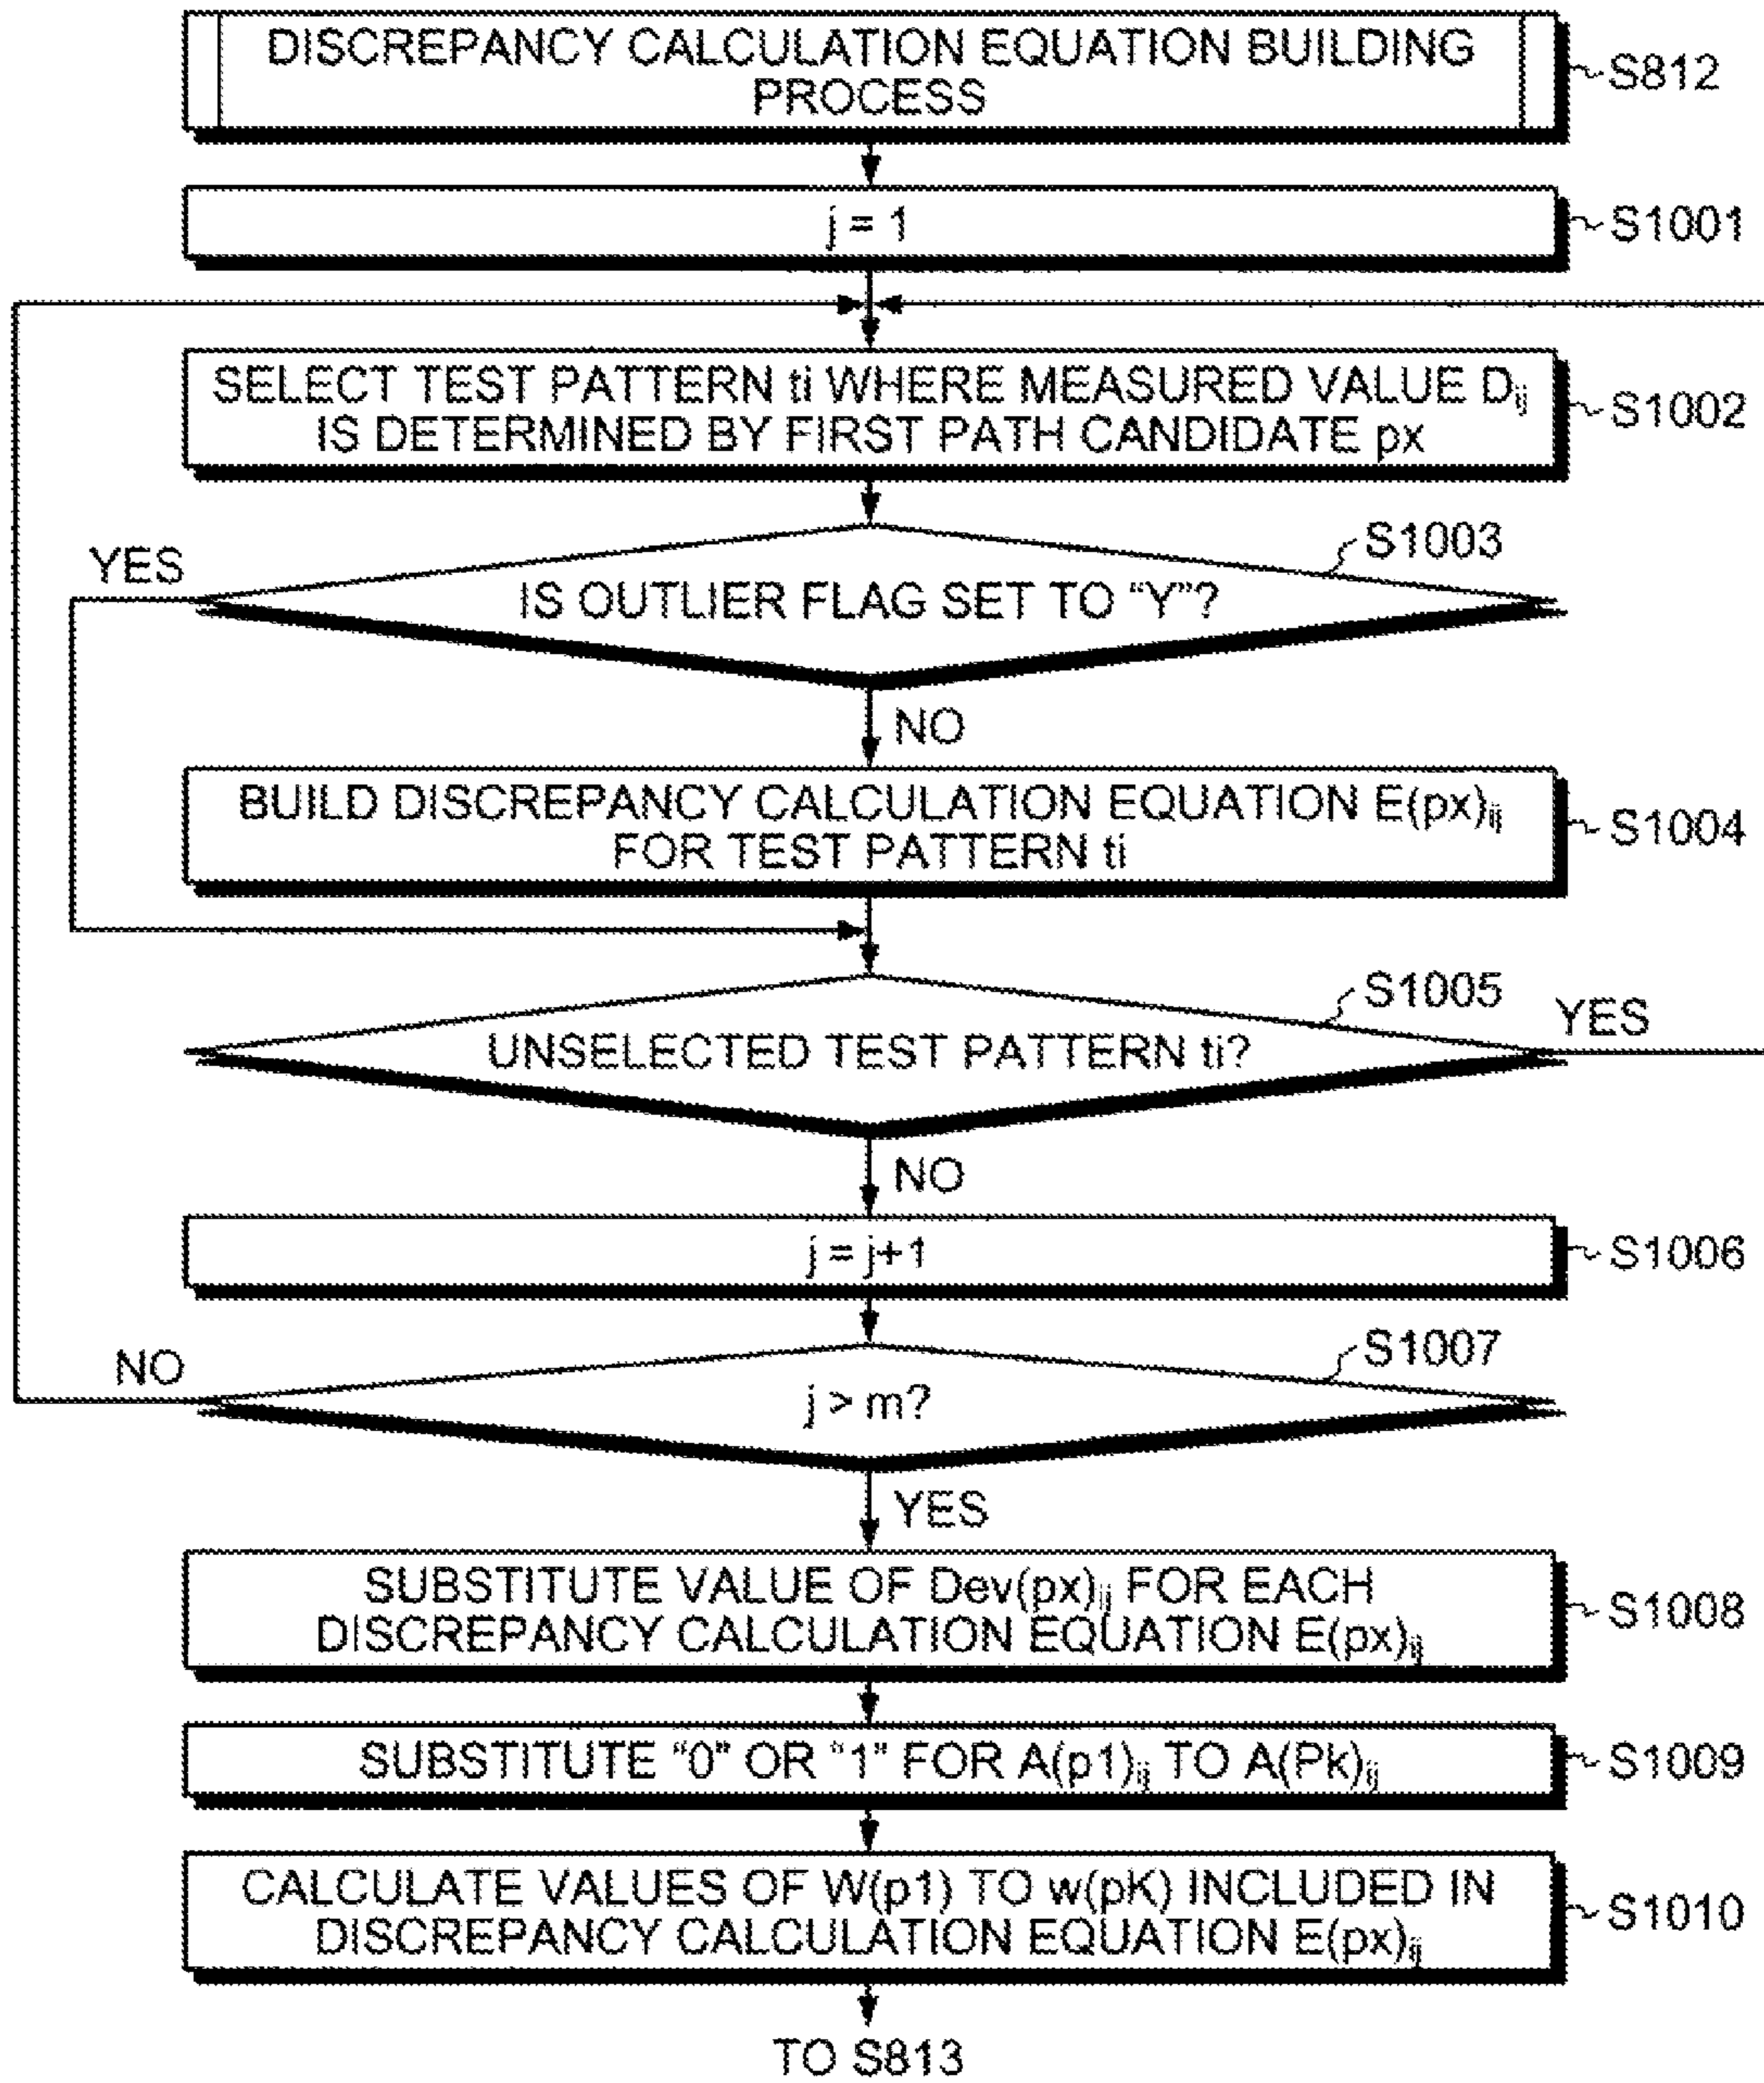 DISCREPANCY CALCULATION EQUATION BUILDING
PROCESS
S812
j = 1
S1001
SELECT TEST PATTERN ti WHERE MEASURED VALUE Dij
IS DETERMINED BY FIRST PATH CANDIDATE px
S1002
S1003
YES
IS OUTLIER FLAG SET TO “Y”?
NO
BUILD DISCREPANCY CALCULATION EQUATION E(px)ij
FOR TEST PATTERN ti
S1004
S1005
YES
UNSELECTED TEST PATTERN ti?
NO
j = j+1
S1006
S1007
NO
j > m?
YES
SUBSTITUTE VALUE OF Dev(px)ij FOR EACH
DISCREPANCY CALCULATION EQUATION E(px)ij
S1008
SUBSTITUTE “0” OR “1” FOR A(p1)ij TO A(Pk)ij
S1009
CALCULATE VALUES OF W(p1) TO w(pK) INCLUDED IN
DISCREPANCY CALCULATION EQUATION E(px)ij
S1010
TO S813